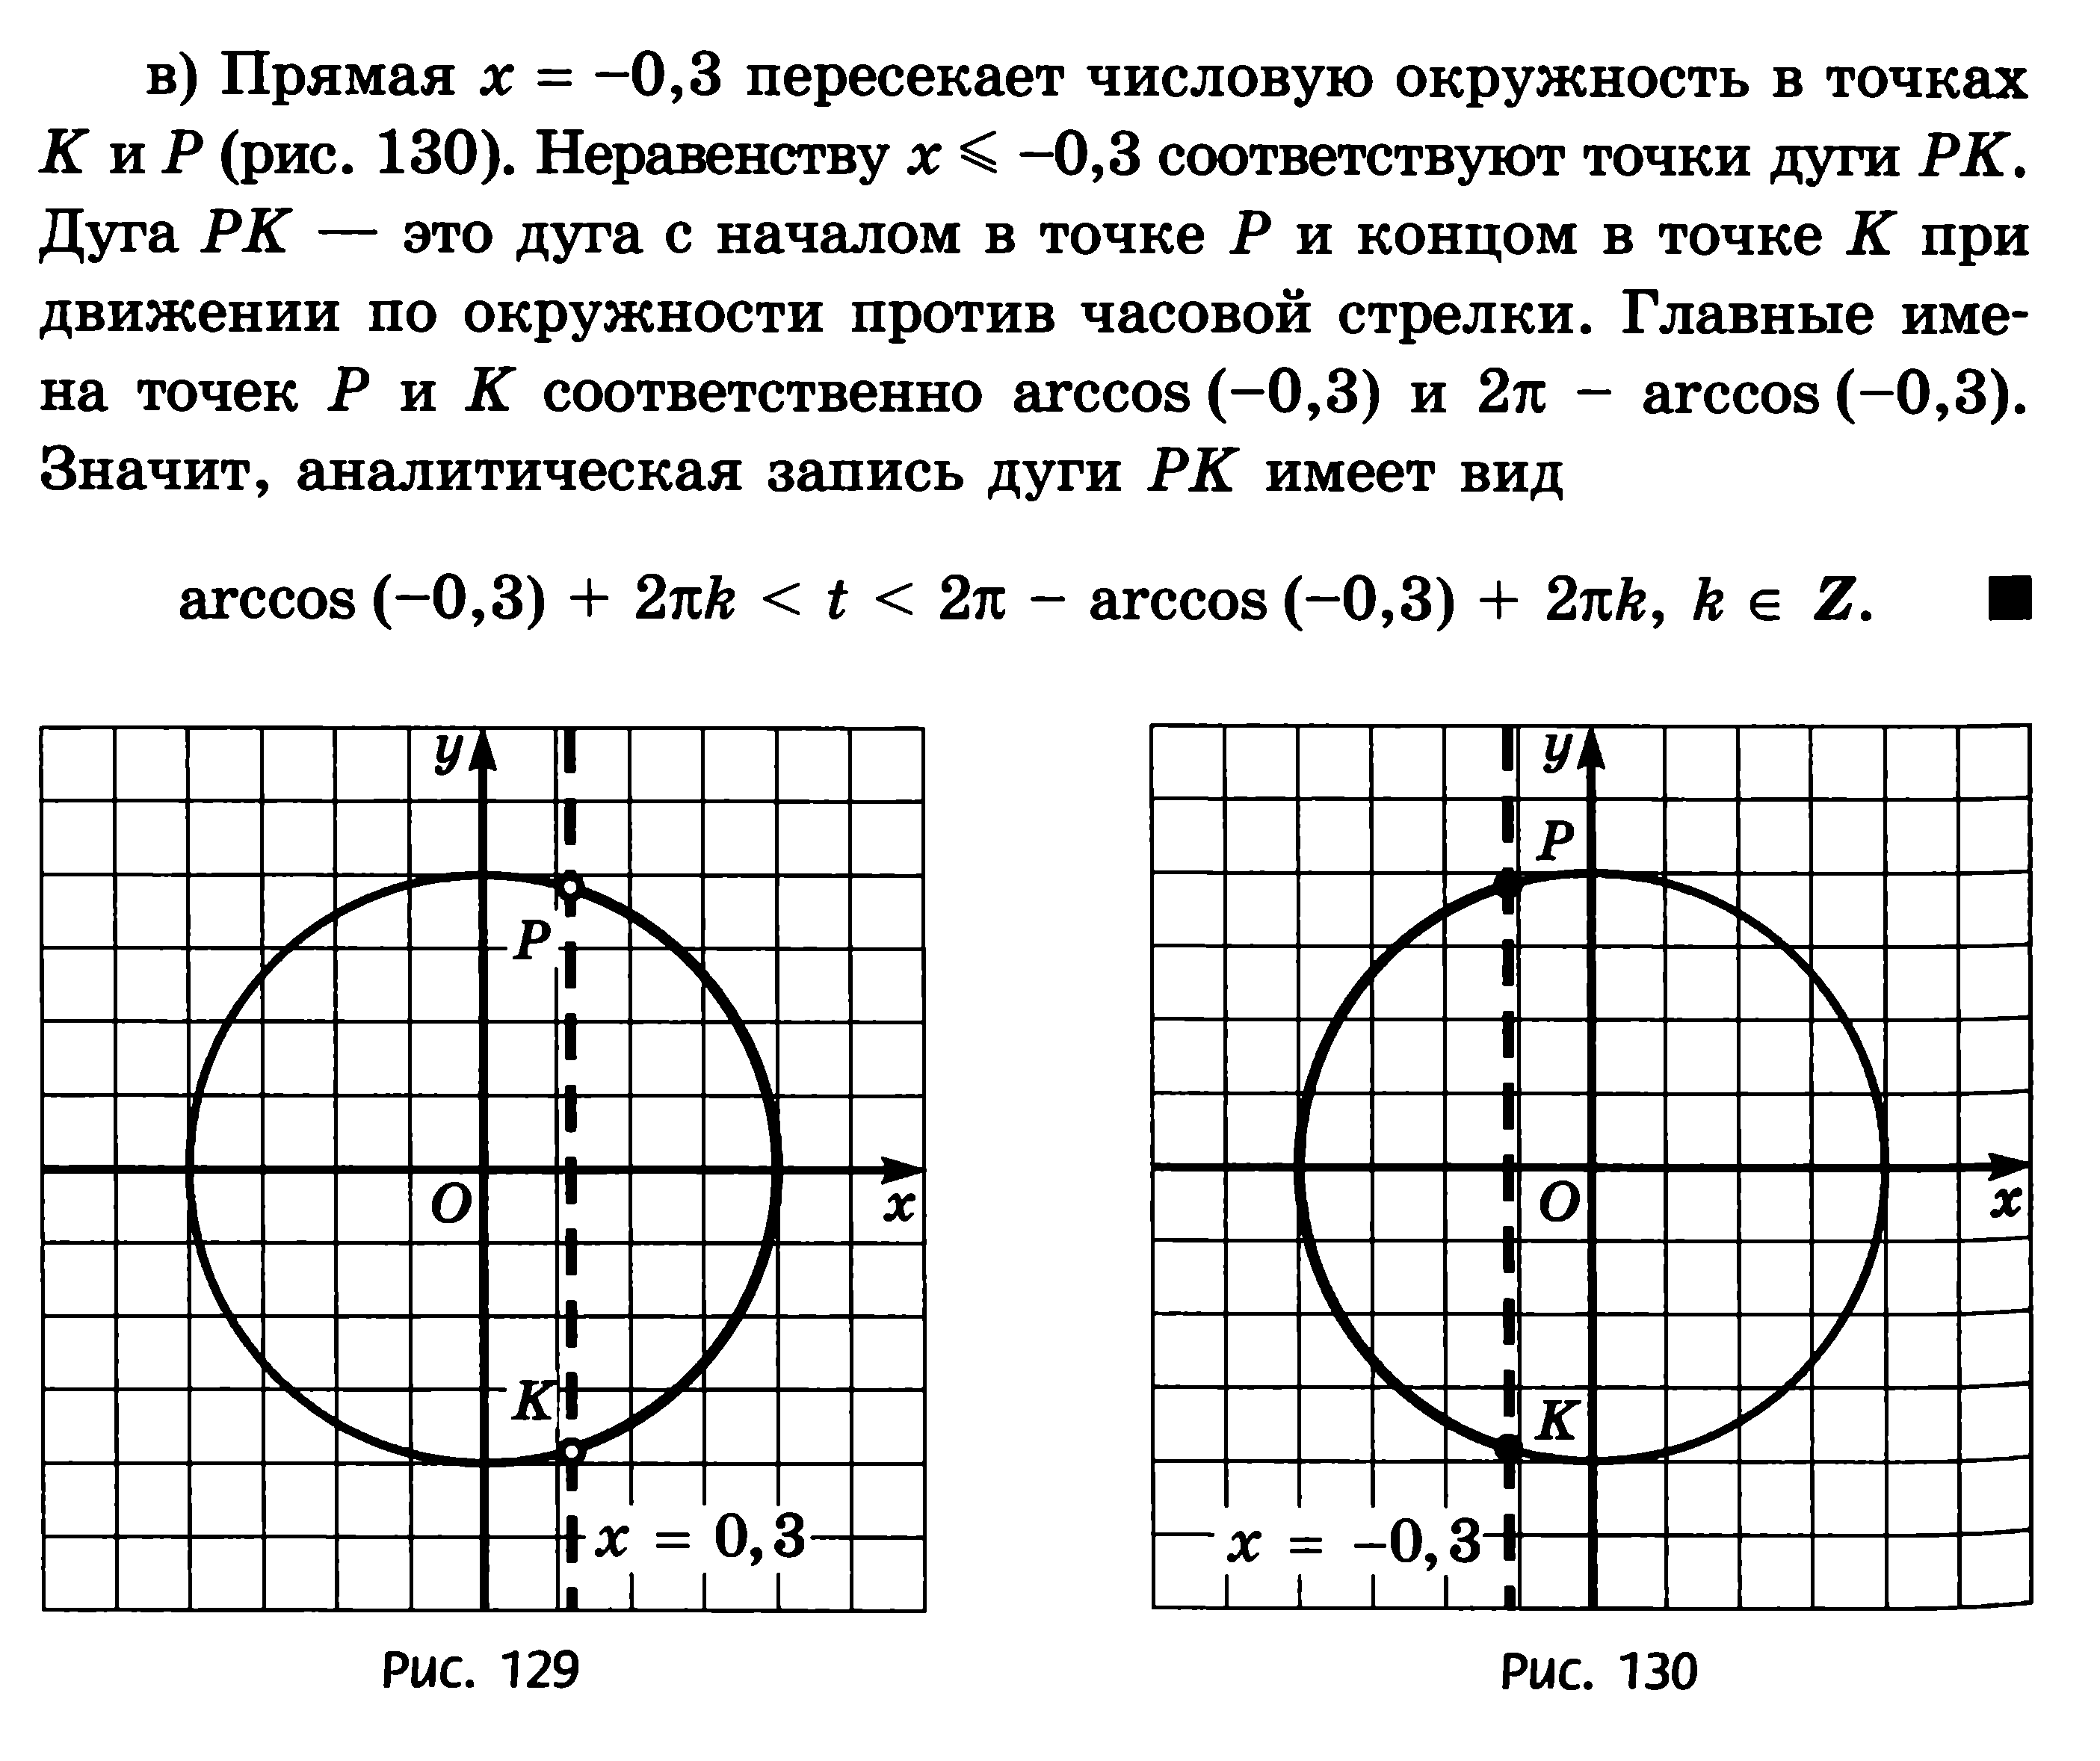 в) Прямая x = −0,3 пересекает числовую окружность в точках
K и P (рис. 130). Неравенству x ⩽ −0,3 соответствуют точки дуги PK.
Дуга PK — это дуга с началом в точке P и концом в точке K при
движении по окружности против часовой стрелки. Главные име-
на точек P и K соответственно arccos (−0,3) и 2π − arccos (−0,3).
Значит, аналитическая запись дуги PK имеет вид
arccos (−0,3) + 2πk < t < 2π − arccos (−0,3) + 2πk, k ∈ Z. ■
y
P
O
x
K
x = 0,3
Рис. 129
y
P
O
x
K
x = −0,3
Рис. 130